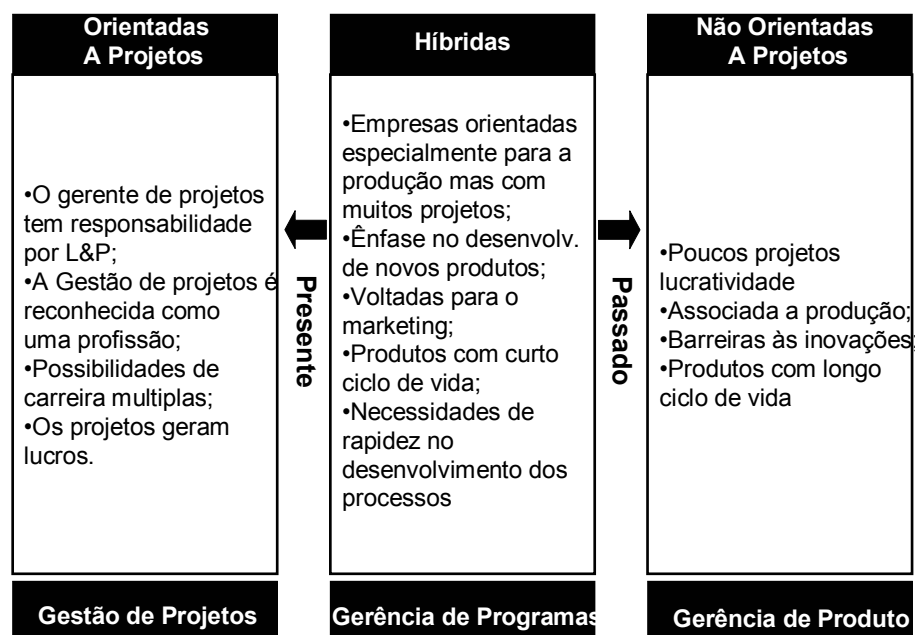 Orientadas
A Projetos
•O gerente de projetos
tem responsabilidade
por L&P;
•A Gestão de projetos é
reconhecida como
uma profissão;
•Possibilidades de
carreira multiplas;
•Os projetos geram
lucros.
Gestão de Projetos
Presente
Híbridas
•Empresas orientadas
especialmente para a
produção mas com
muitos projetos;
•Ênfase no desenvolv.
de novos produtos;
•Voltadas para o
marketing;
•Produtos com curto
ciclo de vida;
•Necessidades de
rapidez no
desenvolvimento dos
processos
Gerência de Programas
Passado
Não Orientadas
A Projetos
•Poucos projetos
lucratividade
•Associada a produção;
•Barreiras às inovações;
•Produtos com longo
ciclo de vida
Gerência de Produto